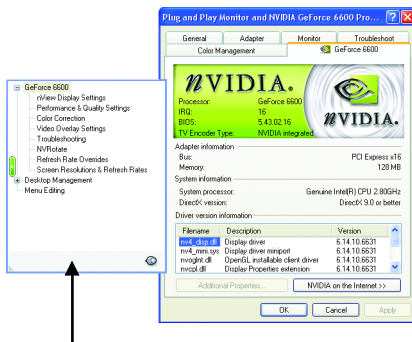 Plug and Play Monitor and NVIDIA GeForce 6600 Pro...
General Adapter Monitor Troubleshoot
Color Management GeForce 6600
NVIDIA.
Processor: GeForce 6600
IRQ: 16
BIOS: 5.43.02.16
TV Encoder Type: NVIDIA integrated
NVIDIA.
Adapter information
Bus: PCI Express x16
Memory: 128 MB
System information
System processor: Genuine Intel(R) CPU 2.80GHz
DirectX version: DirectX 9.0 or better
Driver version information
Filename Description Version
nv4_disp.dll Display driver 6.14.10.6631
nv4_mini.sys Display driver miniport 6.14.10.6631
nvoglnt.dll OpenGL installable client driver 6.14.10.6631
nvcpl.dll Display Properties extension 6.14.10.6631
Additional Properties... NVIDIA on the Internet >>
OK Cancel Apply
GeForce 6600
nView Display Settings
Performance & Quality Settings
Color Correction
Video Overlay Settings
Troubleshooting
NVRotate
Refresh Rate Overrides
Screen Resolutions & Refresh Rates
Desktop Management
Menu Editing